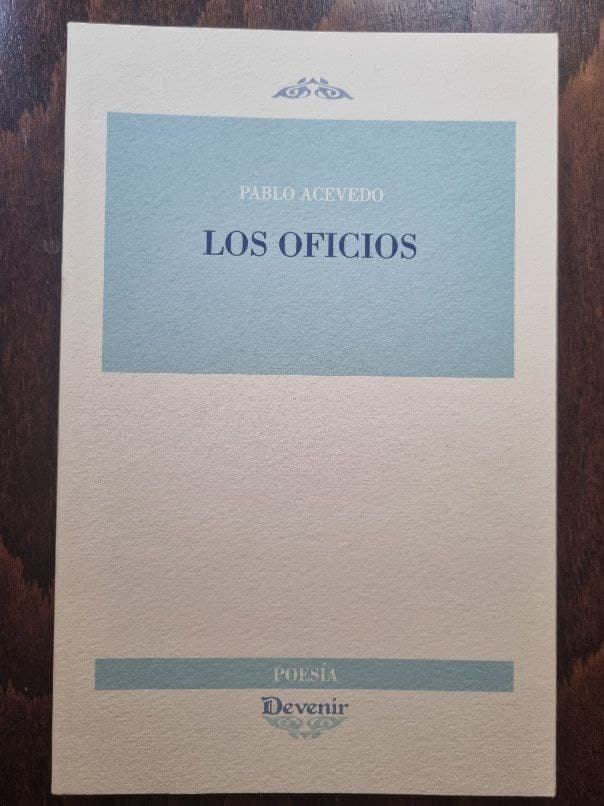 PABLO ACEVEDO
LOS OFICIOS
POESÍA
Devenir